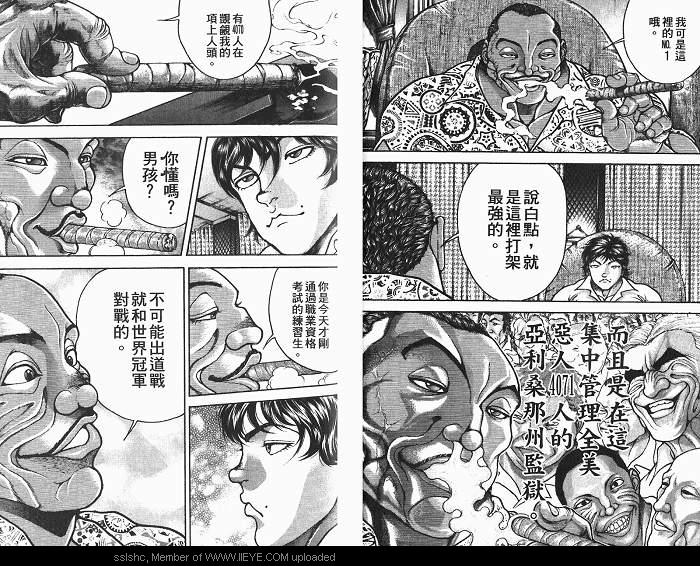 我可是這
裡的NO.1
哦。
說白點，就
是這裡打架
最強的。
而且是在這
集中管理全美
惡人4071人的
亞利桑那州監獄
有4070人在
覬覦我的
項上人頭。
你懂嗎？
男孩？
你是今天才剛
通過職業資格
考試的練習生。
不可能出道戰
就和世界冠軍
對戰的。
sslshc, Member of WWW.IIEYE.COM uploaded